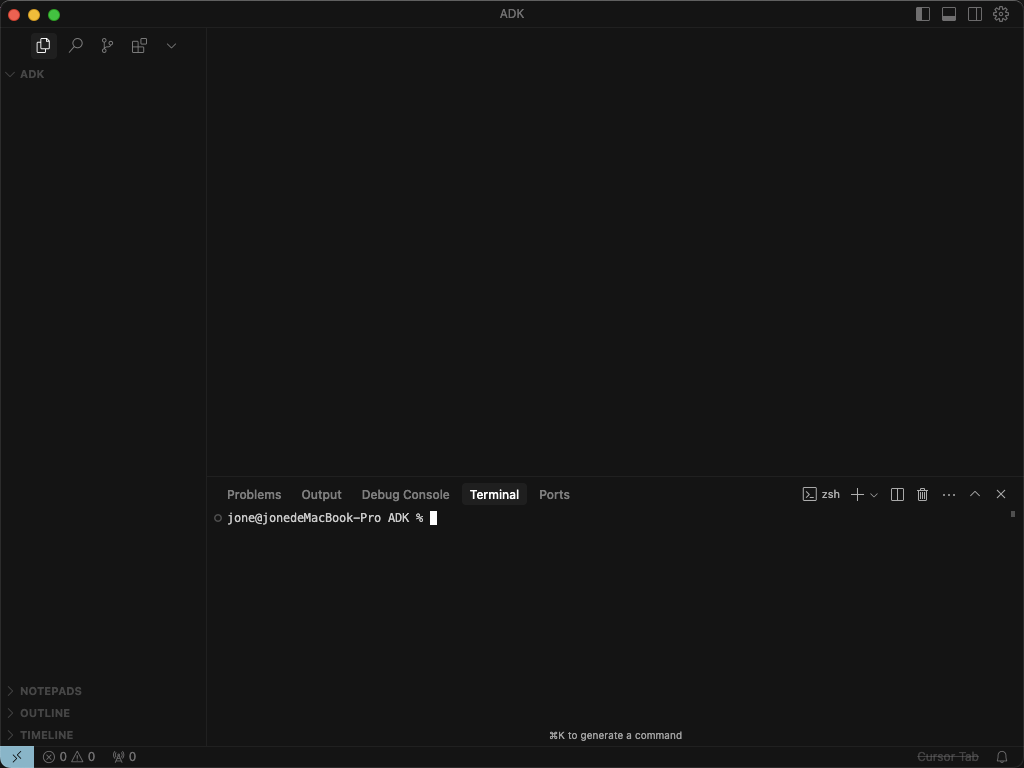 ADK
ADK
Problems Output Debug Console Terminal Ports zsh
jone@jonedeMacBook-Pro ADK %
⌘K to generate a command
NOTEPADS
OUTLINE
TIMELINE
0 0 0 Cursor Tab